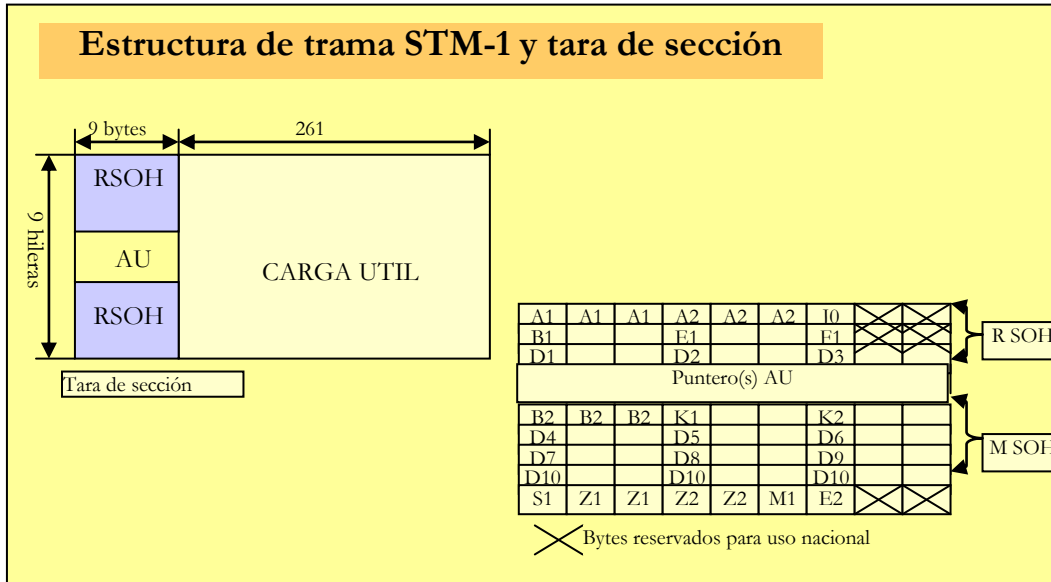 Estructura de trama STM-1 y tara de sección
9 bytes 261
9 hileras
RSOH
AU
RSOH
CARGA UTIL
Tara de sección
A1 A1 A1 A2 A2 A2 J0
B1 E1 F1
D1 D2 D3
Puntero(s) AU
B2 B2 B2 K1 K2
D4 D5 D6
D7 D8 D9
D10 D10 D10
S1 Z1 Z1 Z2 Z2 M1 E2
R SOH
M SOH
Bytes reservados para uso nacional